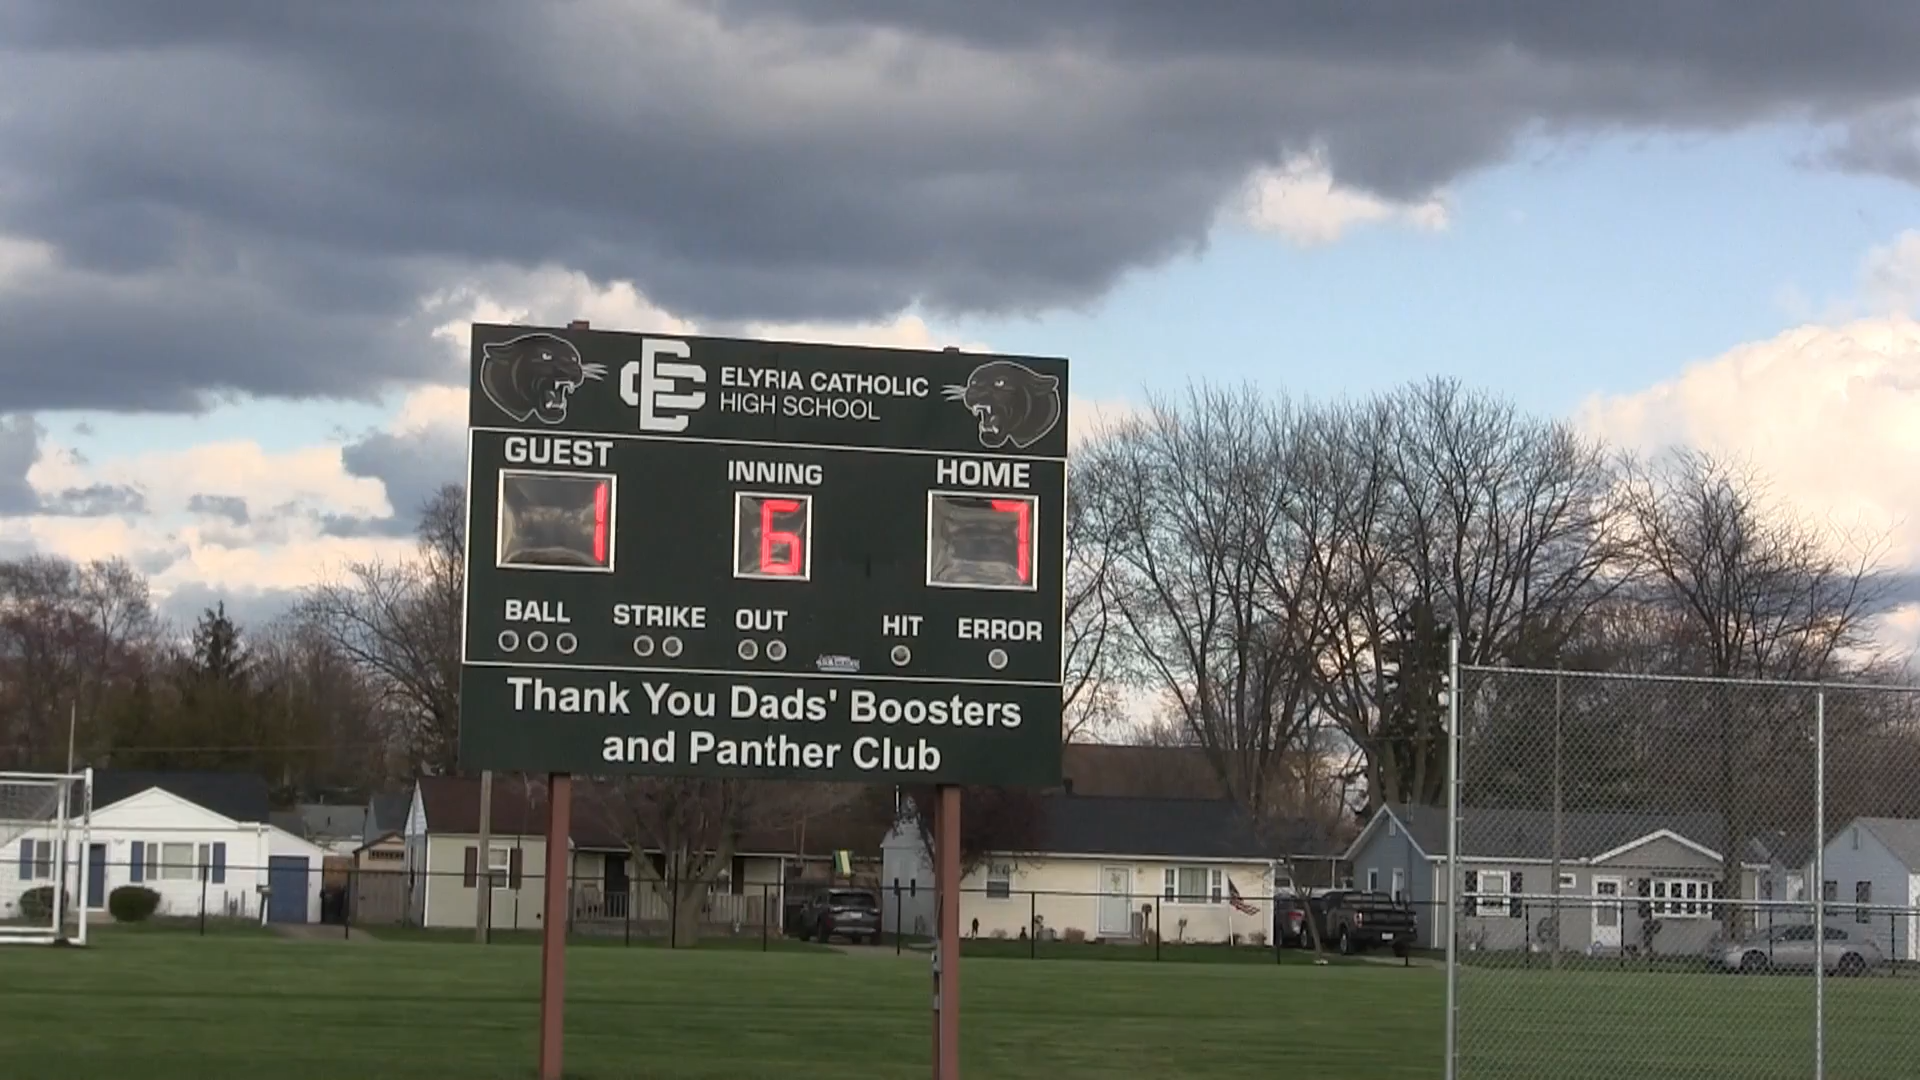 EC
ELYRIA CATHOLIC
HIGH SCHOOL
GUEST INNING HOME
1 6 7
BALL STRIKE OUT HIT ERROR
Thank You Dads' Boosters
and Panther Club